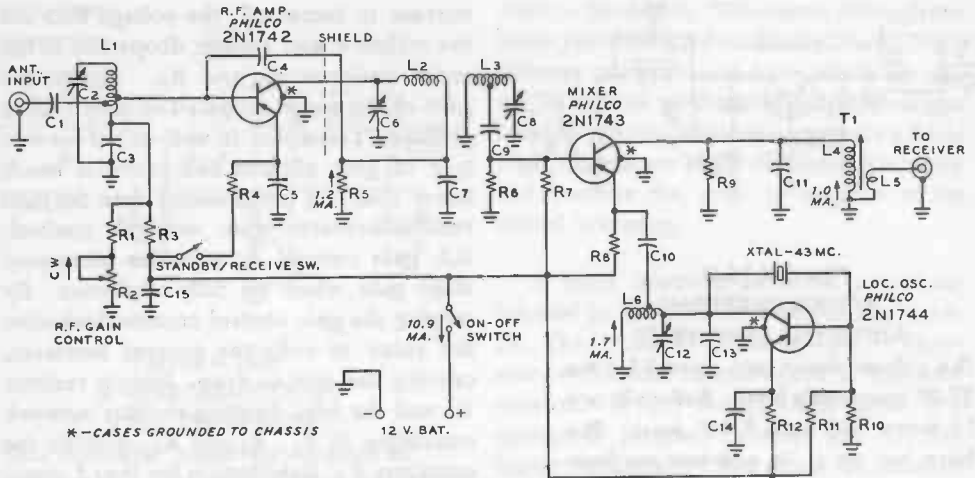 R.F. AMP.
PHILCO
2N1742
SHIELD
L1
C4
ANT.
INPUT
C2
*
L2
L3
C1
C6
C8
MIXER
PHILCO
2N1743
C3
C9
*
T1
TO
RECEIVER
L4
L5
R4
C5
1.2
MA.
R5
C7
R6
R7
R9
C11
1.0
MA.
R1
R3
R8
C10
CW
STANDBY/RECEIVE SW.
XTAL-43 MC.
R2
C15
L6
LOC. OSC.
PHILCO
2N1744
R.F. GAIN
CONTROL
10.9
MA.
ON-OFF
SWITCH
1.7
MA.
C12
C13
*
- +
12 V. BAT.
*-CASES GROUNDED TO CHASSIS
C14
R12
R11
R10